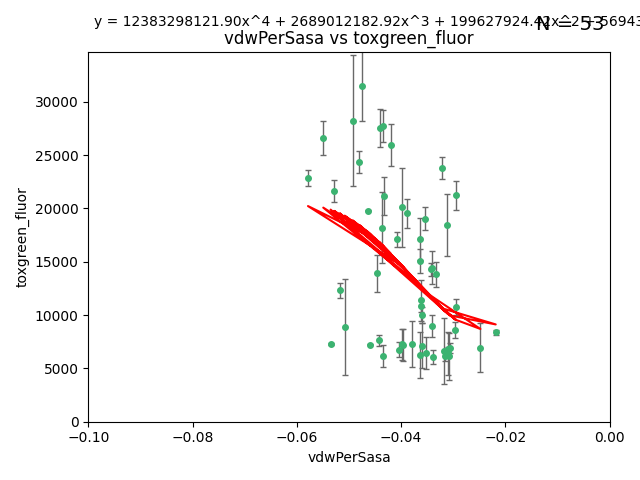 y = 12383298121.90x^4 + 2689012182.92x^3 + 199627924.42x^2 + 56943
N = 53
vdwPerSasa vs toxgreen_fluor
30000
25000
20000
15000
10000
5000
0
toxgreen_fluor
−0.10 −0.08 −0.06 −0.04 −0.02 0.00
vdwPerSasa